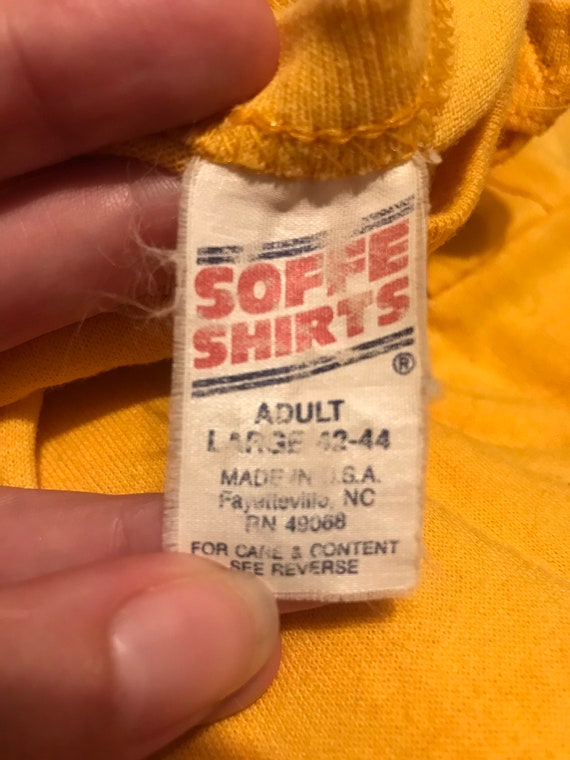 SOFFE
SHIRTS
®
ADULT
LARGE 42-44
MADE IN U.S.A.
Fayetteville, NC
RN 49068
FOR CARE & CONTENT
SEE REVERSE